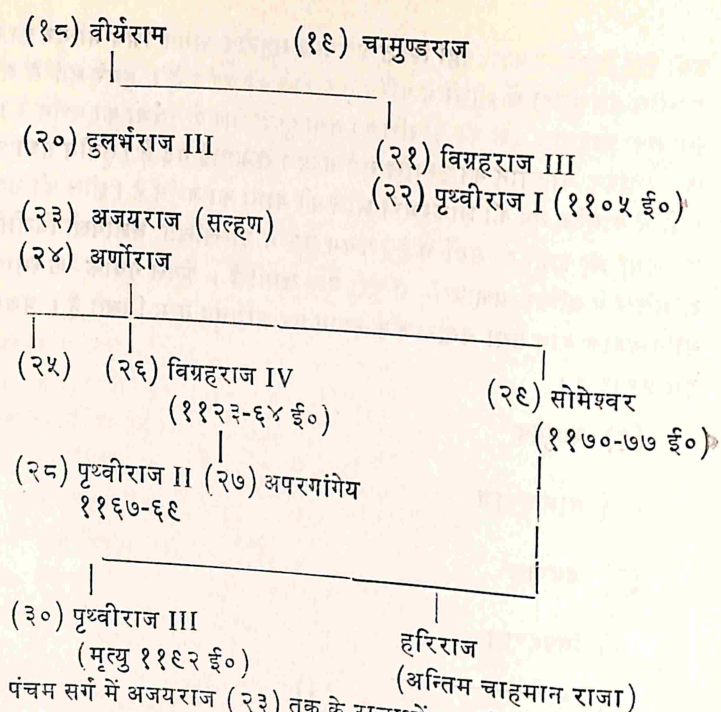 (१८) वीर्यराम (१९) चामुण्डराज
(२०) दुलर्भराज III
(२१) विग्रहराज III
(२२) पृथ्वीराज I (११०५ ई०)
(२३) अजयराज (सल्हण)
(२४) अर्णोराज
(२५) (२६) विग्रहराज IV
(११२३-६४ ई०)
(२९) सोमेश्वर
(११७०-७७ ई०)
(२८) पृथ्वीराज II (२७) अपरगांगेय
११६७-६९
(३०) पृथ्वीराज III
(मृत्यु ११९२ ई०)
हरिराज
(अन्तिम चाहमान राजा)
पंचम सर्ग में अजयराज (२३) तक के